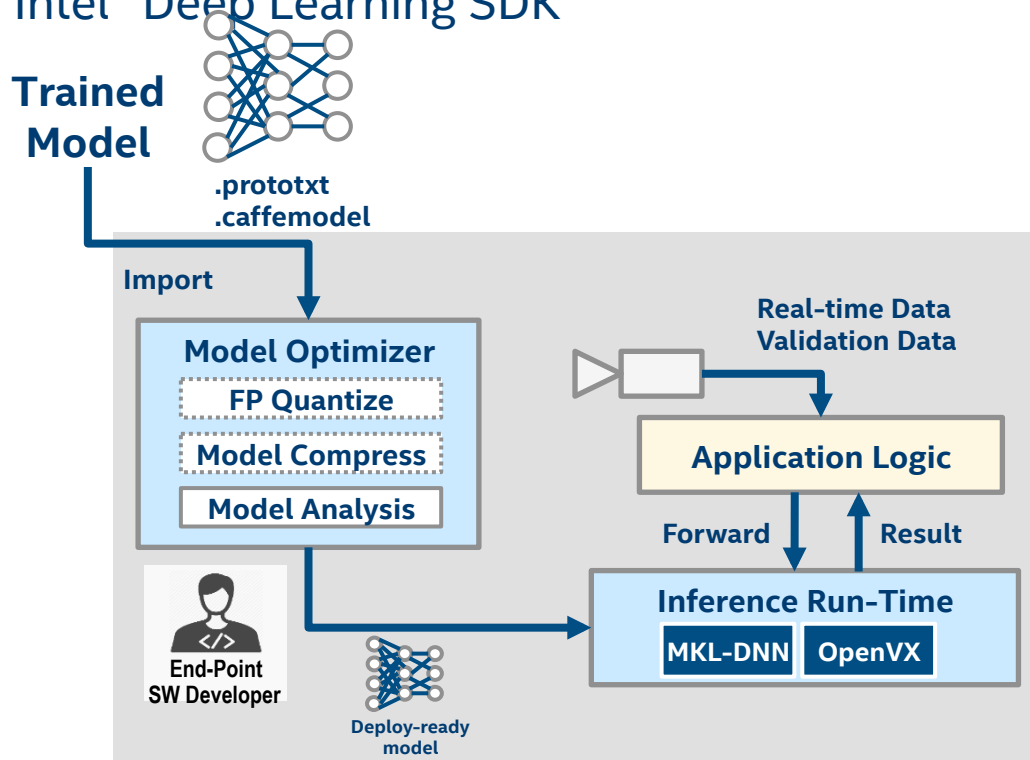 Intel Deep Learning SDK
Trained
Model
.prototxt
.caffemodel
Import
Model Optimizer
FP Quantize
Model Compress
Model Analysis
Real-time Data
Validation Data
Application Logic
Forward
Result
Inference Run-Time
MKL-DNN
OpenVX
</>
End-Point
SW Developer
Deploy-ready
model